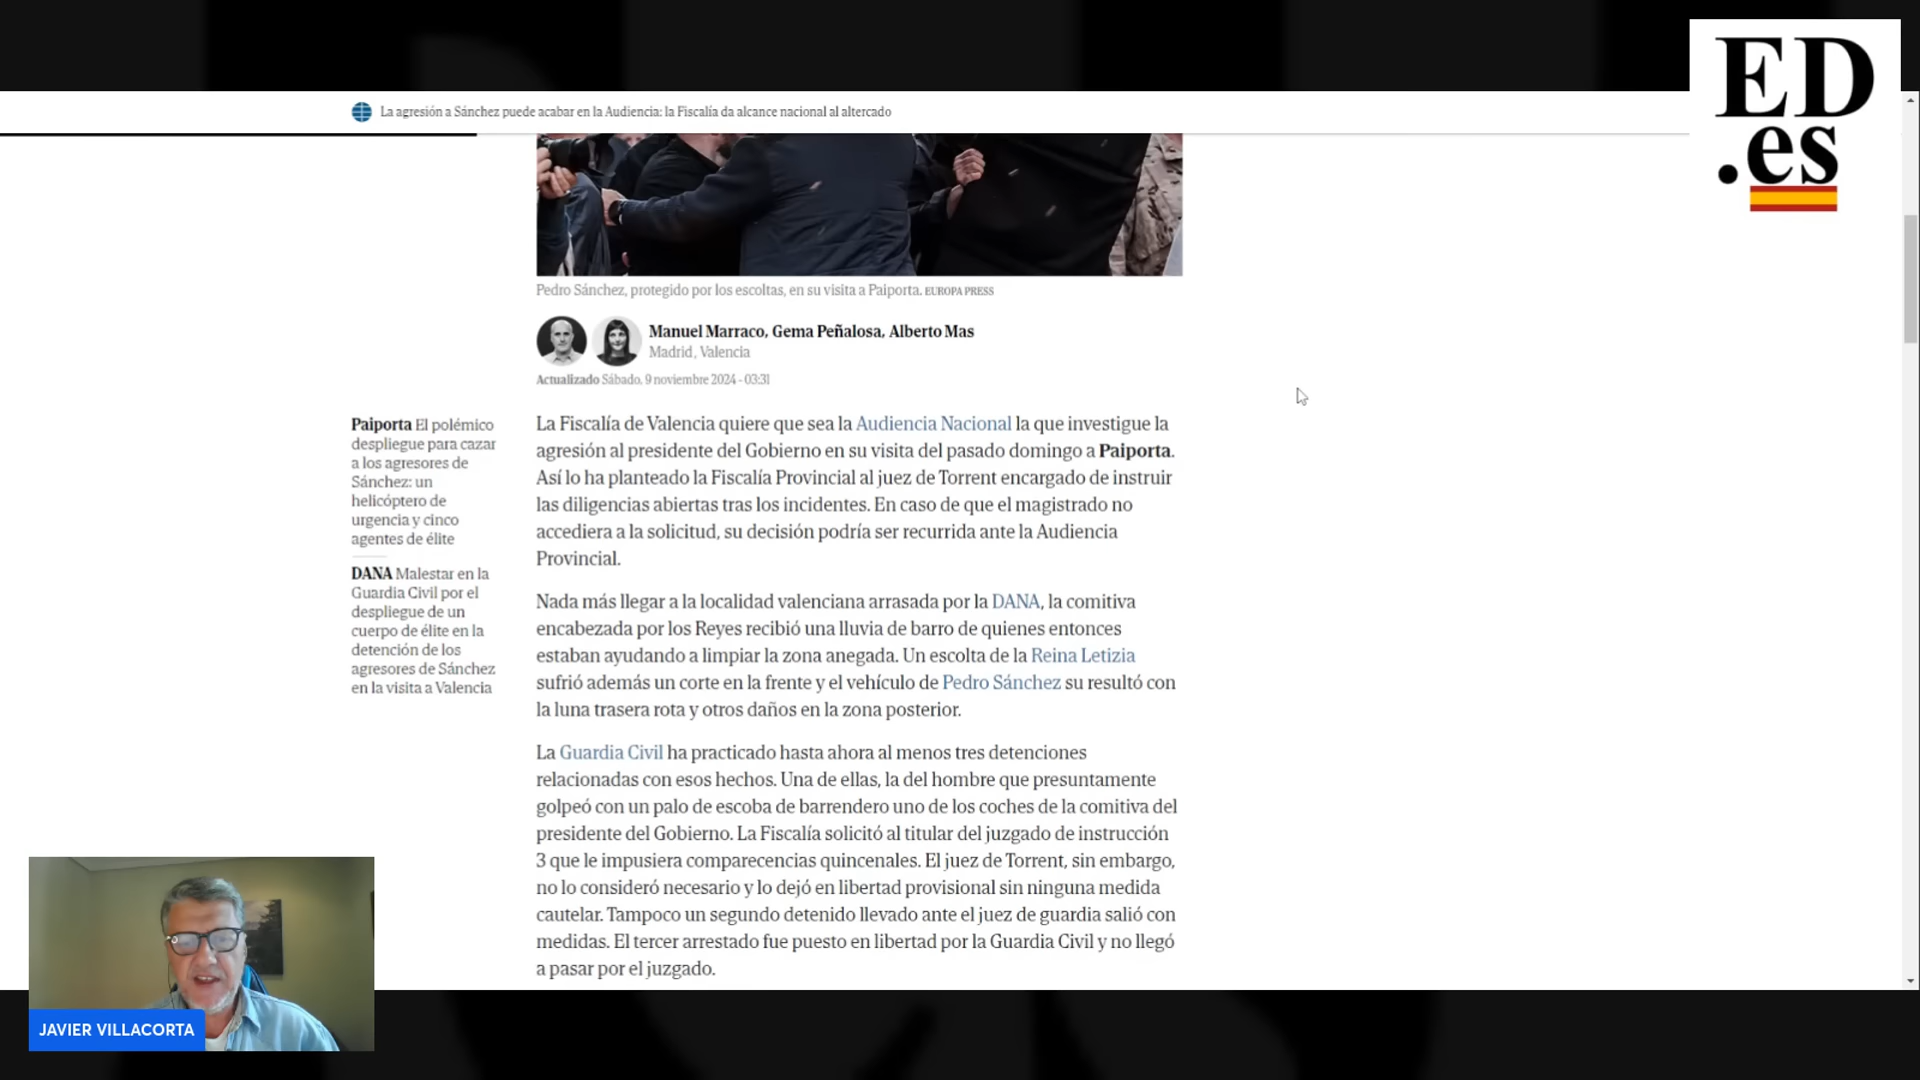 ED
.es
La agresión a Sánchez puede acabar en la Audiencia: la Fiscalía da alcance nacional al altercado
Pedro Sánchez, protegido por los escoltas, en su visita a Paiporta. EUROPA PRESS
Manuel Marraco, Gema Peñalosa, Alberto Mas
Madrid, Valencia
Actualizado Sábado, 9 noviembre 2024 - 03:31
Paiporta El polémico
despliegue para cazar
a los agresores de
Sánchez: un
helicóptero de
urgencia y cinco
agentes de élite
DANA Malestar en la
Guardia Civil por el
despliegue de un
cuerpo de élite en la
detención de los
agresores de Sánchez
en la visita a Valencia
La Fiscalía de Valencia quiere que sea la Audiencia Nacional la que investigue la
agresión al presidente del Gobierno en su visita del pasado domingo a Paiporta.
Así lo ha planteado la Fiscalía Provincial al juez de Torrent encargado de instruir
las diligencias abiertas tras los incidentes. En caso de que el magistrado no
accediera a la solicitud, su decisión podría ser recurrida ante la Audiencia
Provincial.
Nada más llegar a la localidad valenciana arrasada por la DANA, la comitiva
encabezada por los Reyes recibió una lluvia de barro de quienes entonces
estaban ayudando a limpiar la zona anegada. Un escolta de la Reina Letizia
sufrió además un corte en la frente y el vehículo de Pedro Sánchez su resultó con
la luna trasera rota y otros daños en la zona posterior.
La Guardia Civil ha practicado hasta ahora al menos tres detenciones
relacionadas con esos hechos. Una de ellas, la del hombre que presuntamente
golpeó con un palo de escoba de barrendero uno de los coches de la comitiva del
presidente del Gobierno. La Fiscalía solicitó al titular del juzgado de instrucción
3 que le impusiera comparecencias quincenales. El juez de Torrent, sin embargo,
no lo consideró necesario y lo dejó en libertad provisional sin ninguna medida
cautelar. Tampoco un segundo detenido llevado ante el juez de guardia salió con
medidas. El tercer arrestado fue puesto en libertad por la Guardia Civil y no llegó
a pasar por el juzgado.
JAVIER VILLACORTA